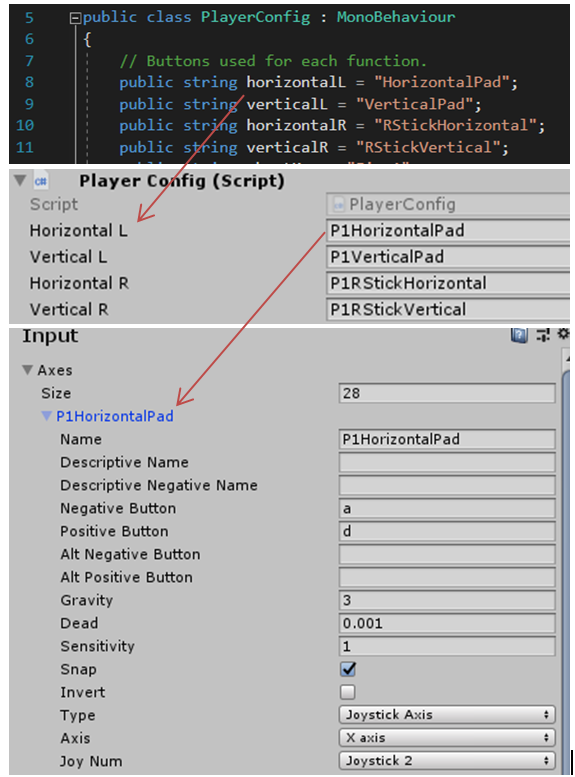 5 public class PlayerConfig : MonoBehaviour
6 {
7 // Buttons used for each function.
8 public string horizontalL = "HorizontalPad";
9 public string verticalL = "VerticalPad";
10 public string horizontalR = "RStickHorizontal";
11 public string verticalR = "RStickVertical";
Player Config (Script)
Script PlayerConfig
Horizontal L P1HorizontalPad
Vertical L P1VerticalPad
Horizontal R P1RStickHorizontal
Vertical R P1RStickVertical
Input
Axes
Size 28
P1HorizontalPad
Name P1HorizontalPad
Descriptive Name
Descriptive Negative Name
Negative Button a
Positive Button d
Alt Negative Button
Alt Positive Button
Gravity 3
Dead 0.001
Sensitivity 1
Snap
Invert
Type Joystick Axis
Axis X axis
Joy Num Joystick 2